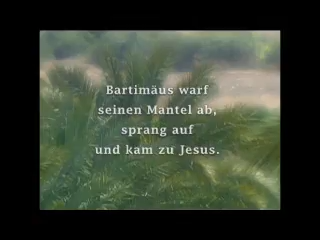 Bartimäus warf
seinen Mantel ab,
sprang auf
und kam zu Jesus.